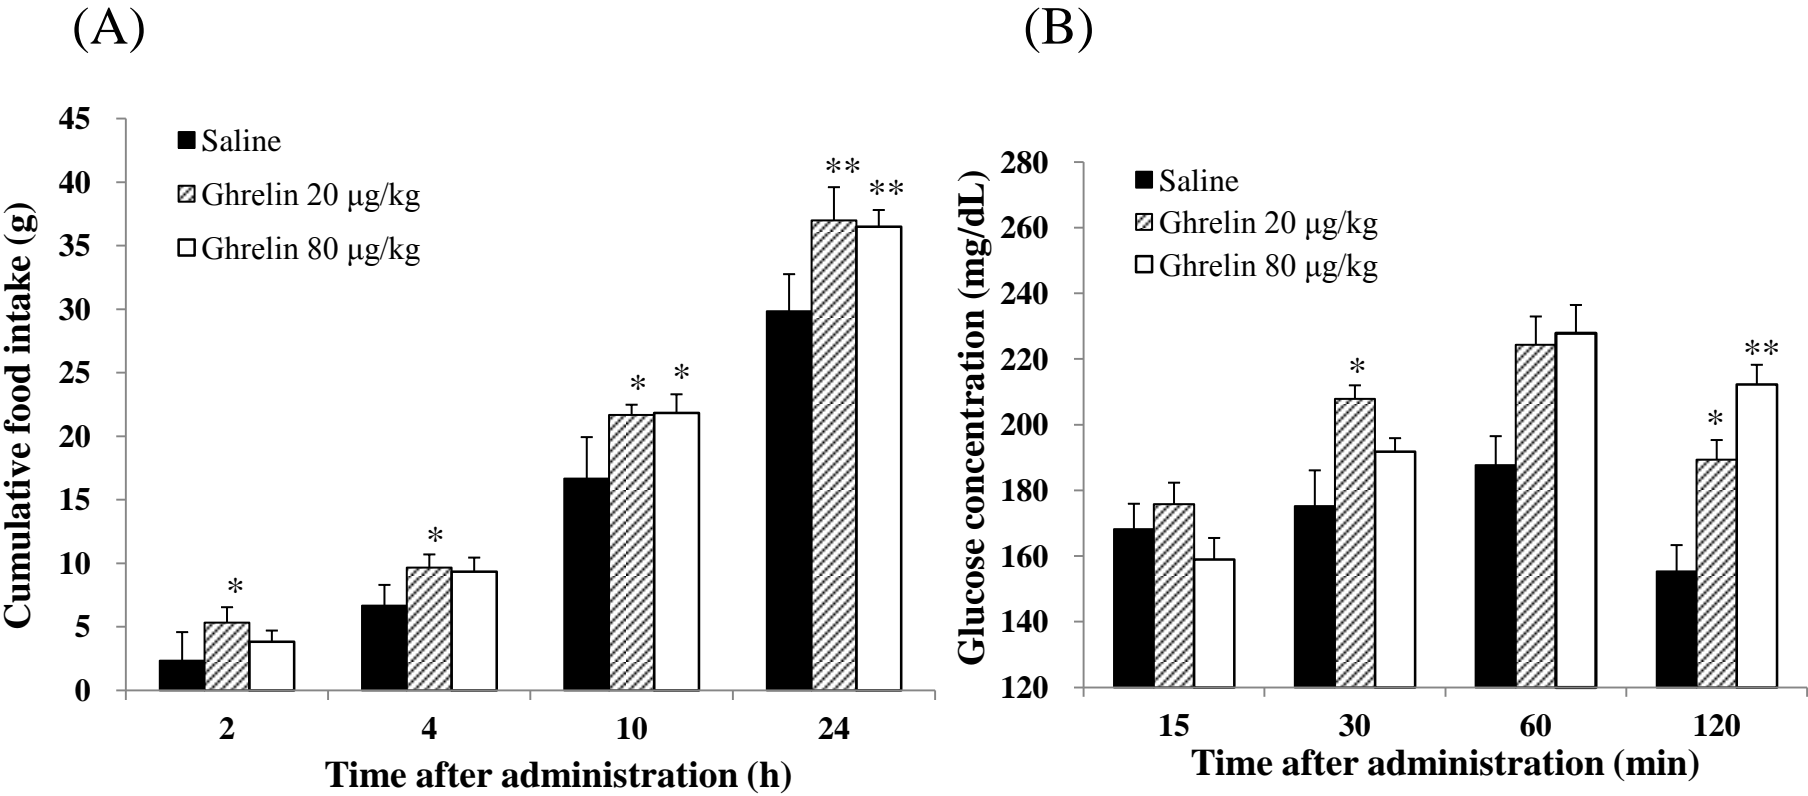 (A)
Cumulative food intake (g)
45
40
35
30
25
20
15
10
5
0
Saline
Ghrelin 20 μg/kg
Ghrelin 80 μg/kg
*
*
* *
** **
2 4 10 24
Time after administration (h)
(B)
Glucose concentration (mg/dL)
280
260
240
220
200
180
160
140
120
Saline
Ghrelin 20 μg/kg
Ghrelin 80 μg/kg
*
* **
15 30 60 120
Time after administration (min)